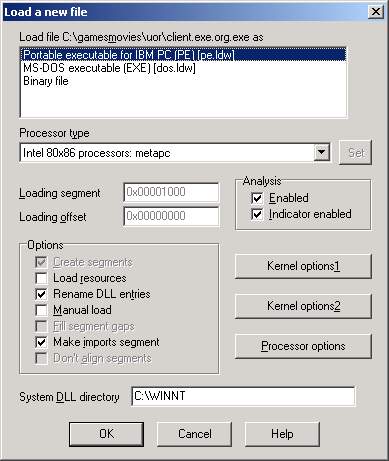 Load a new file
Load file C:\gamesmovies\uor\client.exe.org.exe as
Portable executable for IBM PC (PE) [pe.ldw]
MS-DOS executable (EXE) [dos.ldw]
Binary file
Processor type
Intel 80x86 processors: metapc
Set
Loading segment 0x00001000
Loading offset 0x00000000
Analysis
Enabled
Indicator enabled
Options
Create segments
Load resources
Rename DLL entries
Manual load
Fill segment gaps
Make imports segment
Don't align segments
Kernel options1
Kernel options2
Processor options
System DLL directory C:\WINNT
OK Cancel Help